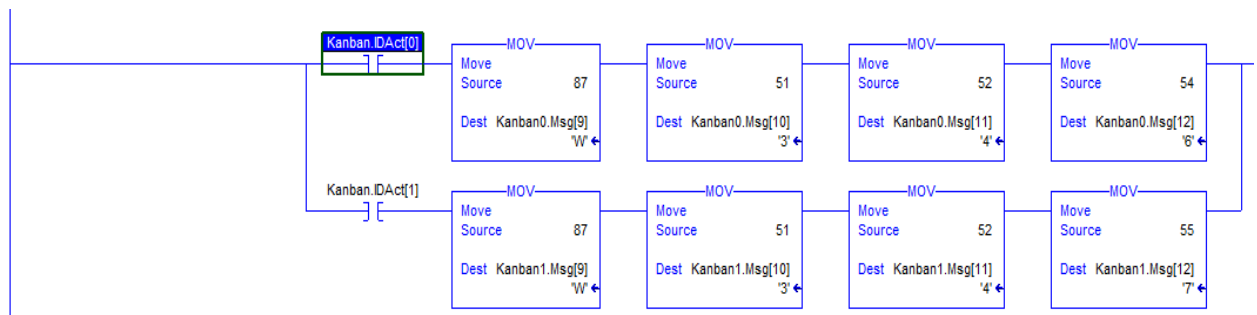 Kanban.IDAct[0]
MOV MOV MOV MOV
Move Move Move Move
Source 87 Source 51 Source 52 Source 54
Dest Kanban0.Msg[9] Dest Kanban0.Msg[10] Dest Kanban0.Msg[11] Dest Kanban0.Msg[12]
'W' '3' '4' '6'
Kanban.IDAct[1]
MOV MOV MOV MOV
Move Move Move Move
Source 87 Source 51 Source 52 Source 55
Dest Kanban1.Msg[9] Dest Kanban1.Msg[10] Dest Kanban1.Msg[11] Dest Kanban1.Msg[12]
'W' '3' '4' '7'